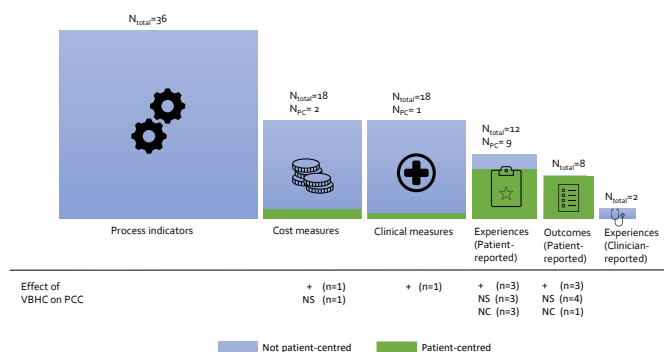 N_total=36
N_total=18
N_PC= 2
N_total=18
N_PC= 1
N_total=12
N_PC= 9
N_total=8
N_total=2
Process indicators
Cost measures
Clinical measures
Experiences
(Patient-
reported)
Outcomes
(Patient-
reported)
Experiences
(Clinician-
reported)
Effect of
VBHC on PCC
+ (n=1)
NS (n=1)
+ (n=1)
+ (n=3)
NS (n=3)
NC (n=3)
+ (n=3)
NS (n=4)
NC (n=1)
Not patient-centred
Patient-centred